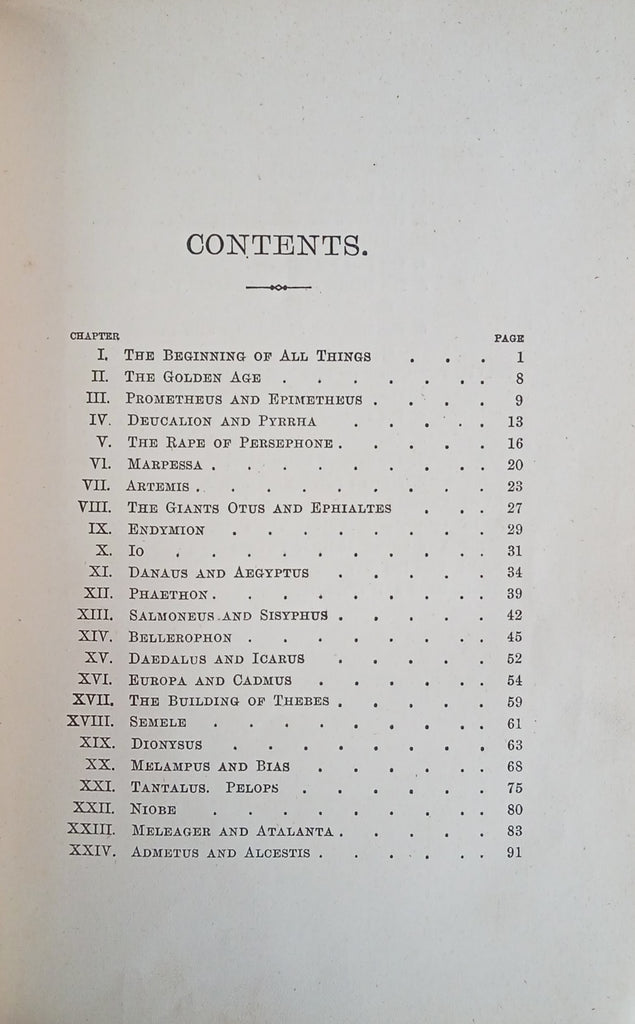 CONTENTS.
CHAPTER PAGE
I. THE BEGINNING OF ALL THINGS . . . 1
II. THE GOLDEN AGE . . . . . . . 8
III. PROMETHEUS AND EPIMETHEUS . . . . 9
IV. DEUCALION AND PYRRHA . . . . . 13
V. THE RAPE OF PERSEPHONE . . . . . 16
VI. MARPESSA . . . . . . . . . 20
VII. ARTEMIS . . . . . . . . . 23
VIII. THE GIANTS OTUS AND EPHIALTES . . . 27
IX. ENDYMION . . . . . . . . 29
X. IO . . . . . . . . . 31
XI. DANAUS AND AEGYPTUS . . . . . 34
XII. PHAETHON . . . . . . . . 39
XIII. SALMONEUS AND SISYPHUS . . . . . 42
XIV. BELLEROPHON . . . . . . . 45
XV. DAEDALUS AND ICARUS . . . . . 52
XVI. EUROPA AND CADMUS . . . . . . 54
XVII. THE BUILDING OF THEBES . . . . . 59
XVIII. SEMELE . . . . . . . . 61
XIX. DIONYSUS . . . . . . . . 63
XX. MELAMPUS AND BIAS . . . . . . 68
XXI. TANTALUS. PELOPS . . . . . . 75
XXII. NIOBE . . . . . . . . 80
XXIII. MELEAGER AND ATALANTA . . . . . 83
XXIV. ADMETUS AND ALCESTIS . . . . . . 91